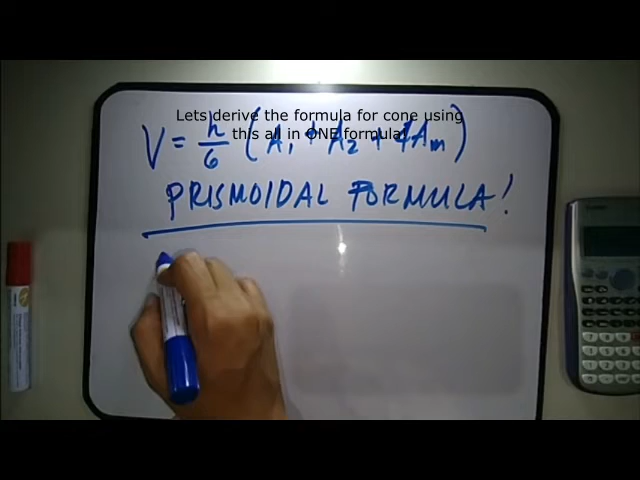 Lets derive the formula for cone using
this all in ONE formula!
V = h/6 (A₁ + A₂ + 4Aₘ)
PRISMOIDAL FORMULA!